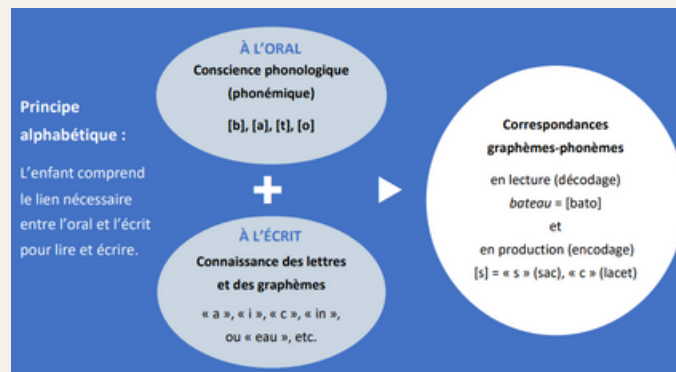 Principe
alphabétique :
L'enfant comprend
le lien nécessaire
entre l'oral et l'écrit
pour lire et écrire.
À L'ORAL
Conscience phonologique
(phonémique)
[b], [a], [t], [o]
+
À L'ÉCRIT
Connaissance des lettres
et des graphèmes
« a », « i », « c », « in »,
ou « eau », etc.
Correspondances
graphèmes-phonèmes
en lecture (décodage)
bateau = [bato]
et
en production (encodage)
[s] = « s » (sac), « c » (lacet)